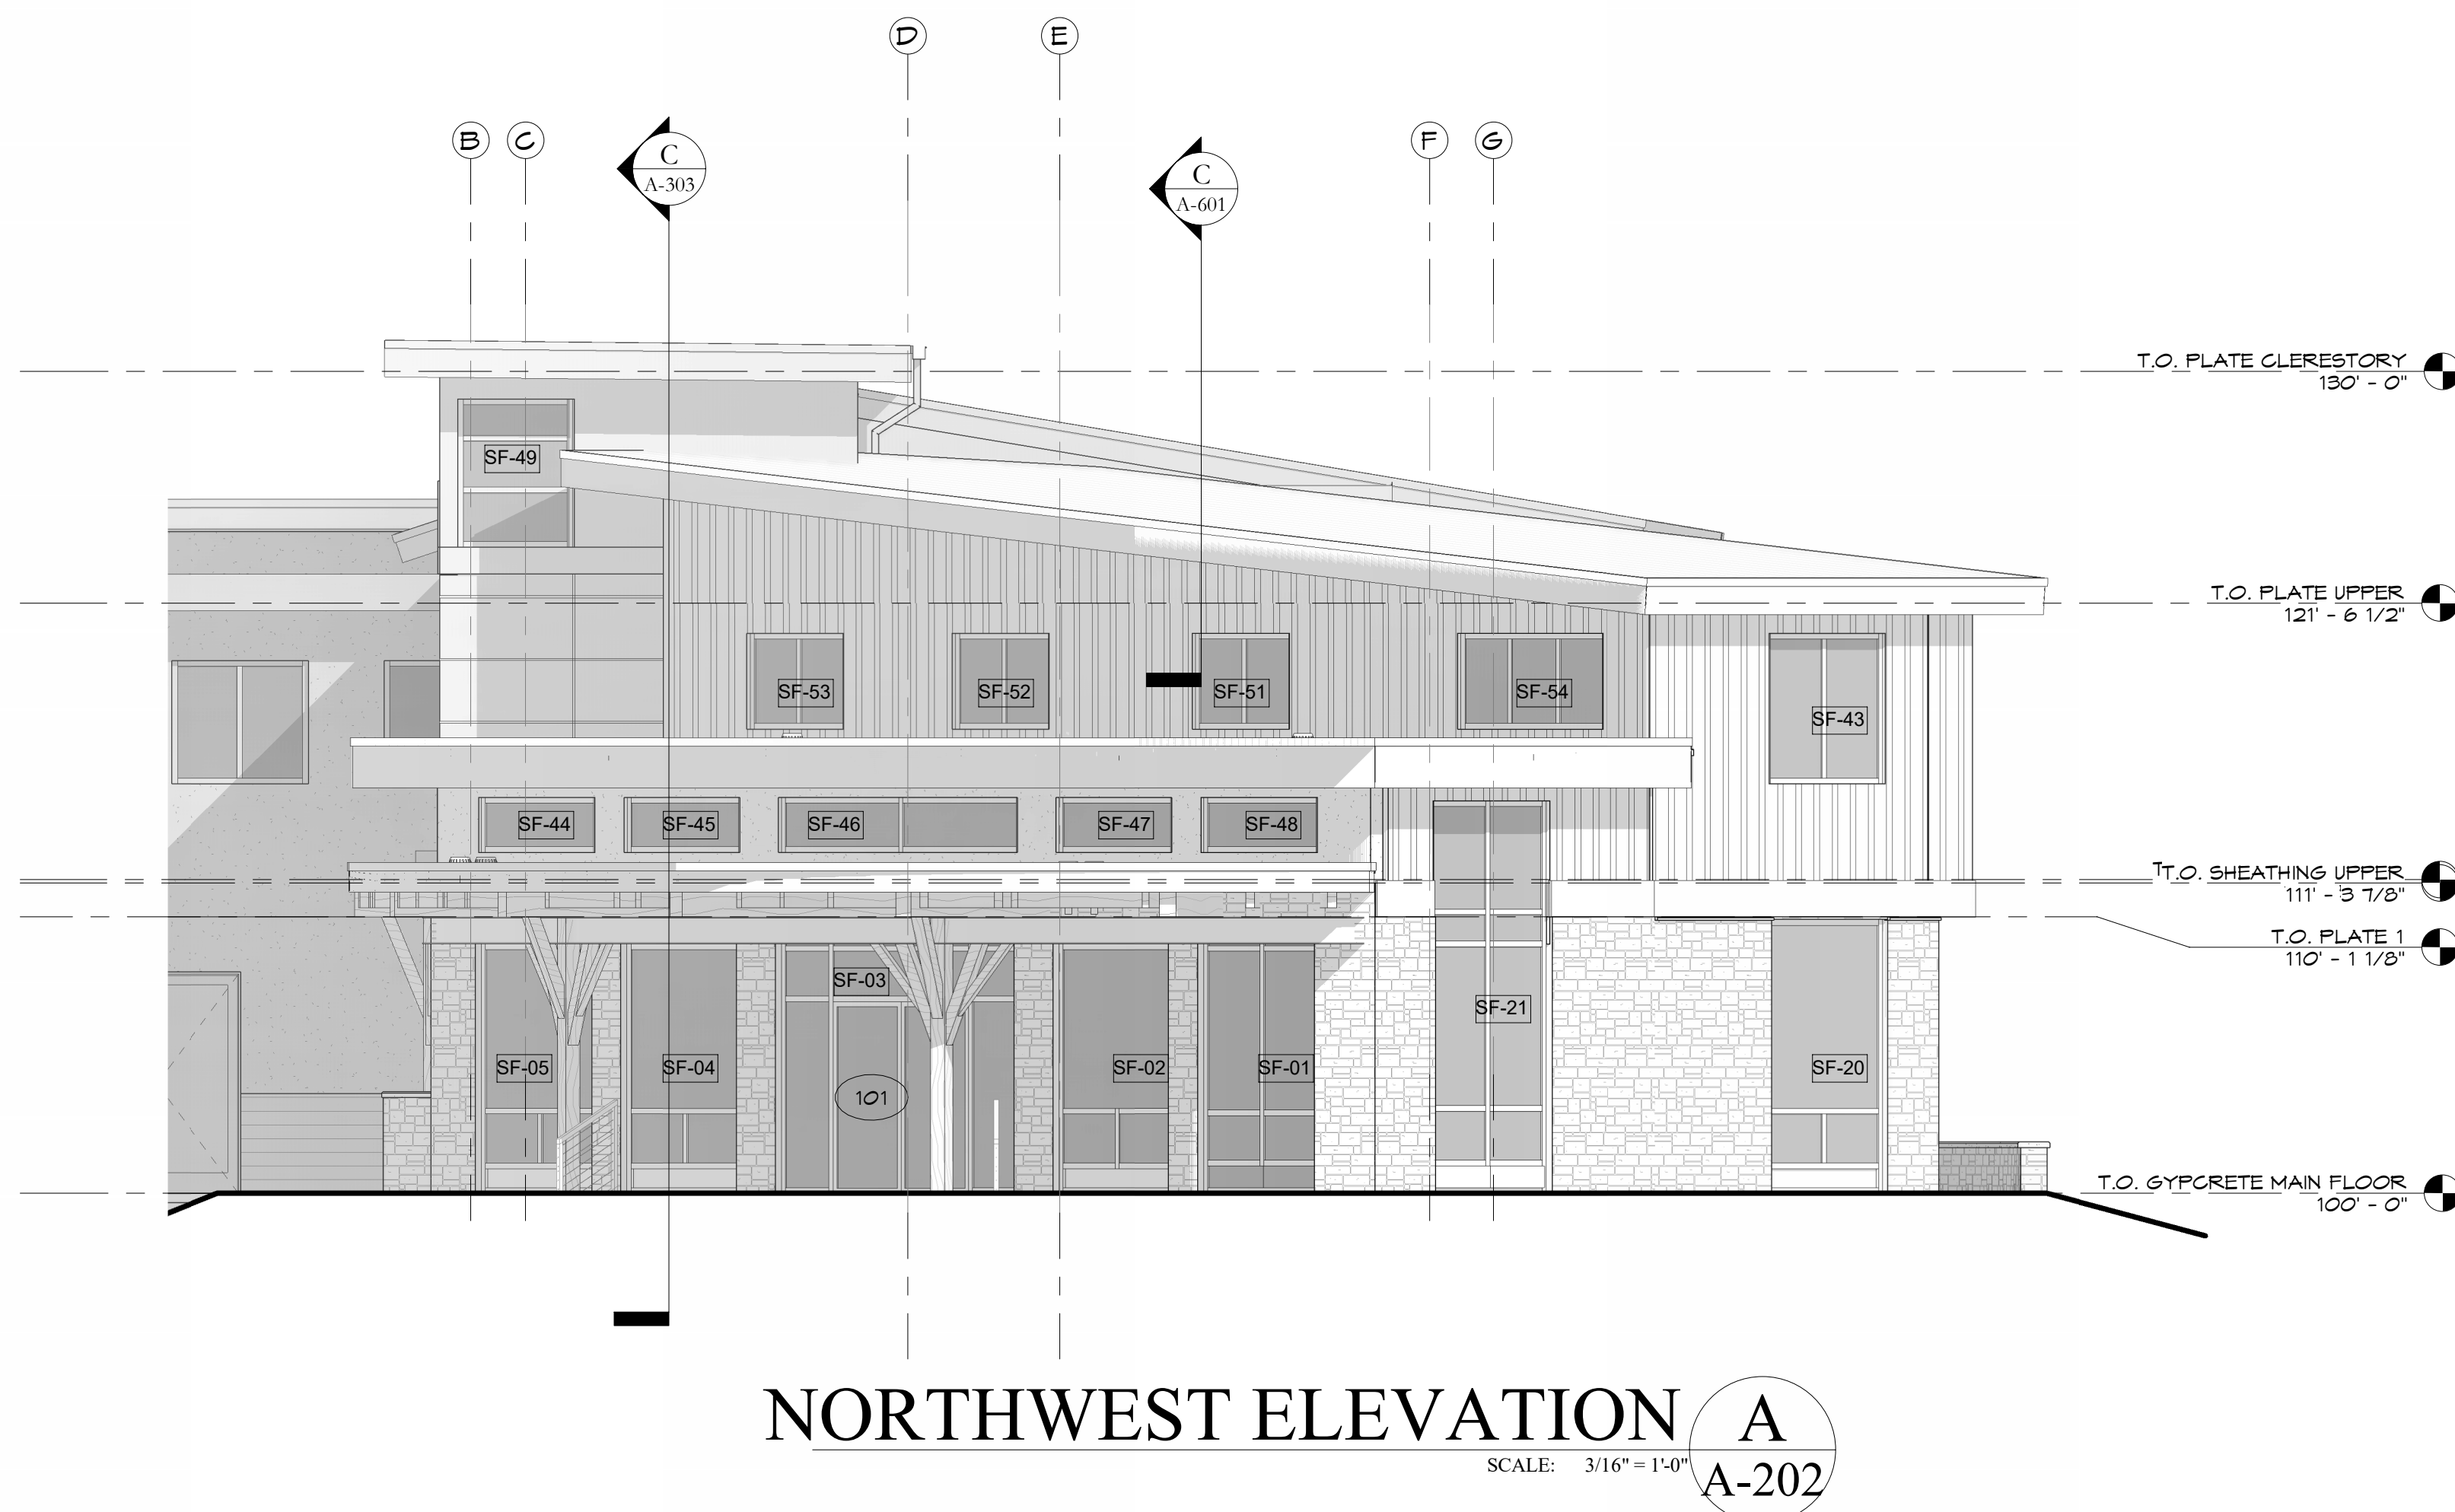 D E
B C F G
C
A-303
C
A-601
T.O. PLATE CLERESTORY
130' - 0"
SF-49
T.O. PLATE UPPER
121' - 6 1/2"
SF-53 SF-52 SF-51 SF-54
SF-43
SF-44 SF-45 SF-46 SF-47 SF-48
T.O. SHEATHING UPPER
111' - 3 7/8"
T.O. PLATE 1
110' - 1 1/8"
SF-03
SF-21
SF-05 SF-04 SF-02 SF-01 SF-20
101
T.O. GYPCRETE MAIN FLOOR
100' - 0"
NORTHWEST ELEVATION
SCALE: 3/16" = 1'-0"
A
A-202